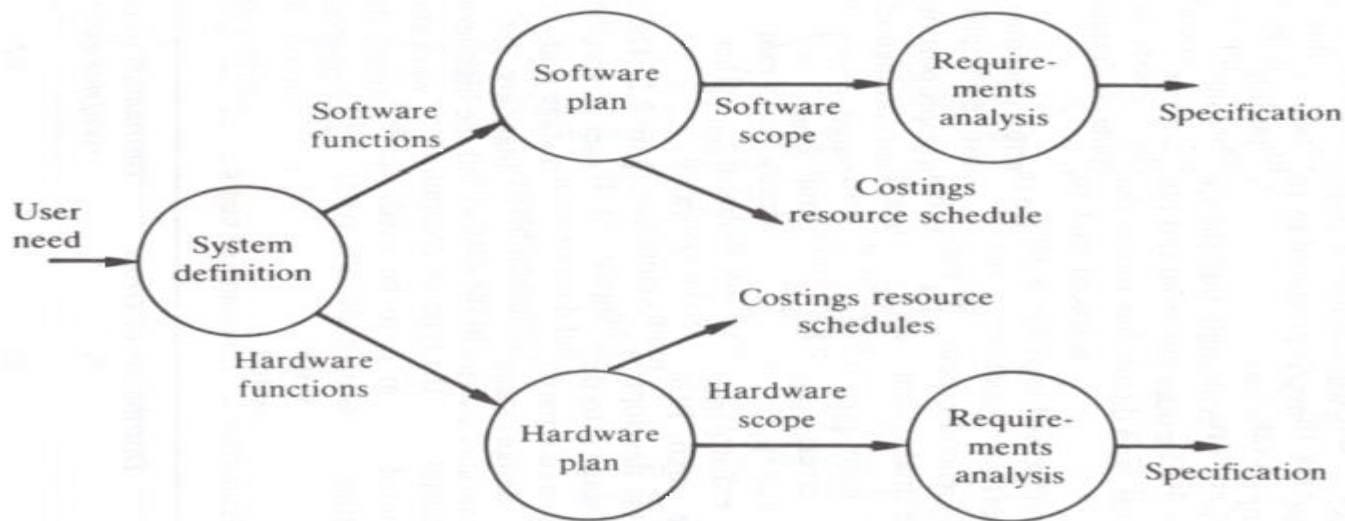 Software
plan
Require-
ments
analysis
Software
functions
Software
scope
Specification
User
need
System
definition
Costings
resource schedule
Costings resource
schedules
Hardware
functions
Hardware
scope
Hardware
plan
Require-
ments
analysis
Specification